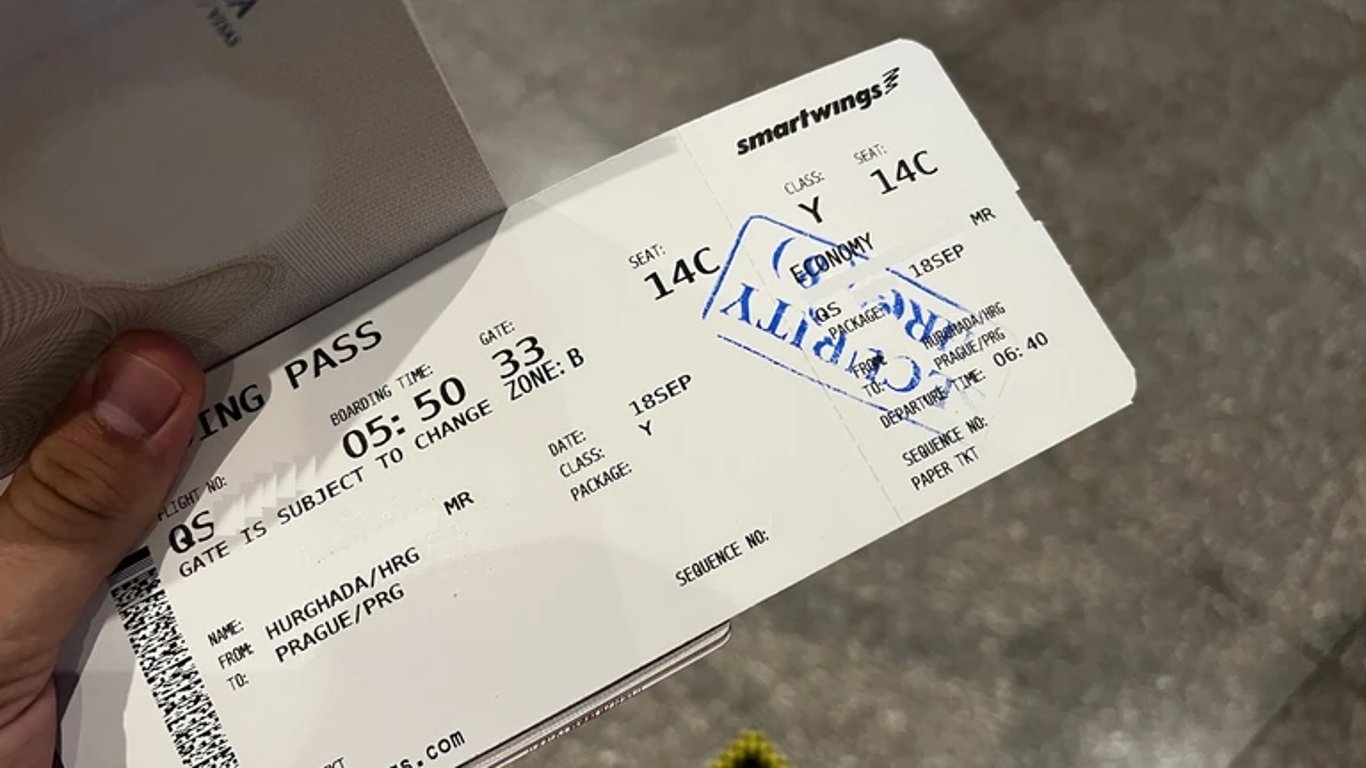 ING PASS
FLIGHT NO:
QS
BOARDING TIME:
05:50
GATE:
33
ZONE: B
GATE IS SUBJECT TO CHANGE
SEAT:
14C
MR
NAME:
FROM: HURGHADA/HRG
TO: PRAGUE/PRG
DATE: 18SEP
CLASS: Y
PACKAGE:
SEQUENCE NO:
s.com
smartwings
CLASS:
Y
ECONOMY
SEAT:
14C
MR
QS
18SEP
PACKAGE:
FROM: HURGHADA/HRG
TO: PRAGUE/PRG
DEPARTURE TIME: 06:40
SEQUENCE NO:
PAPER TKT